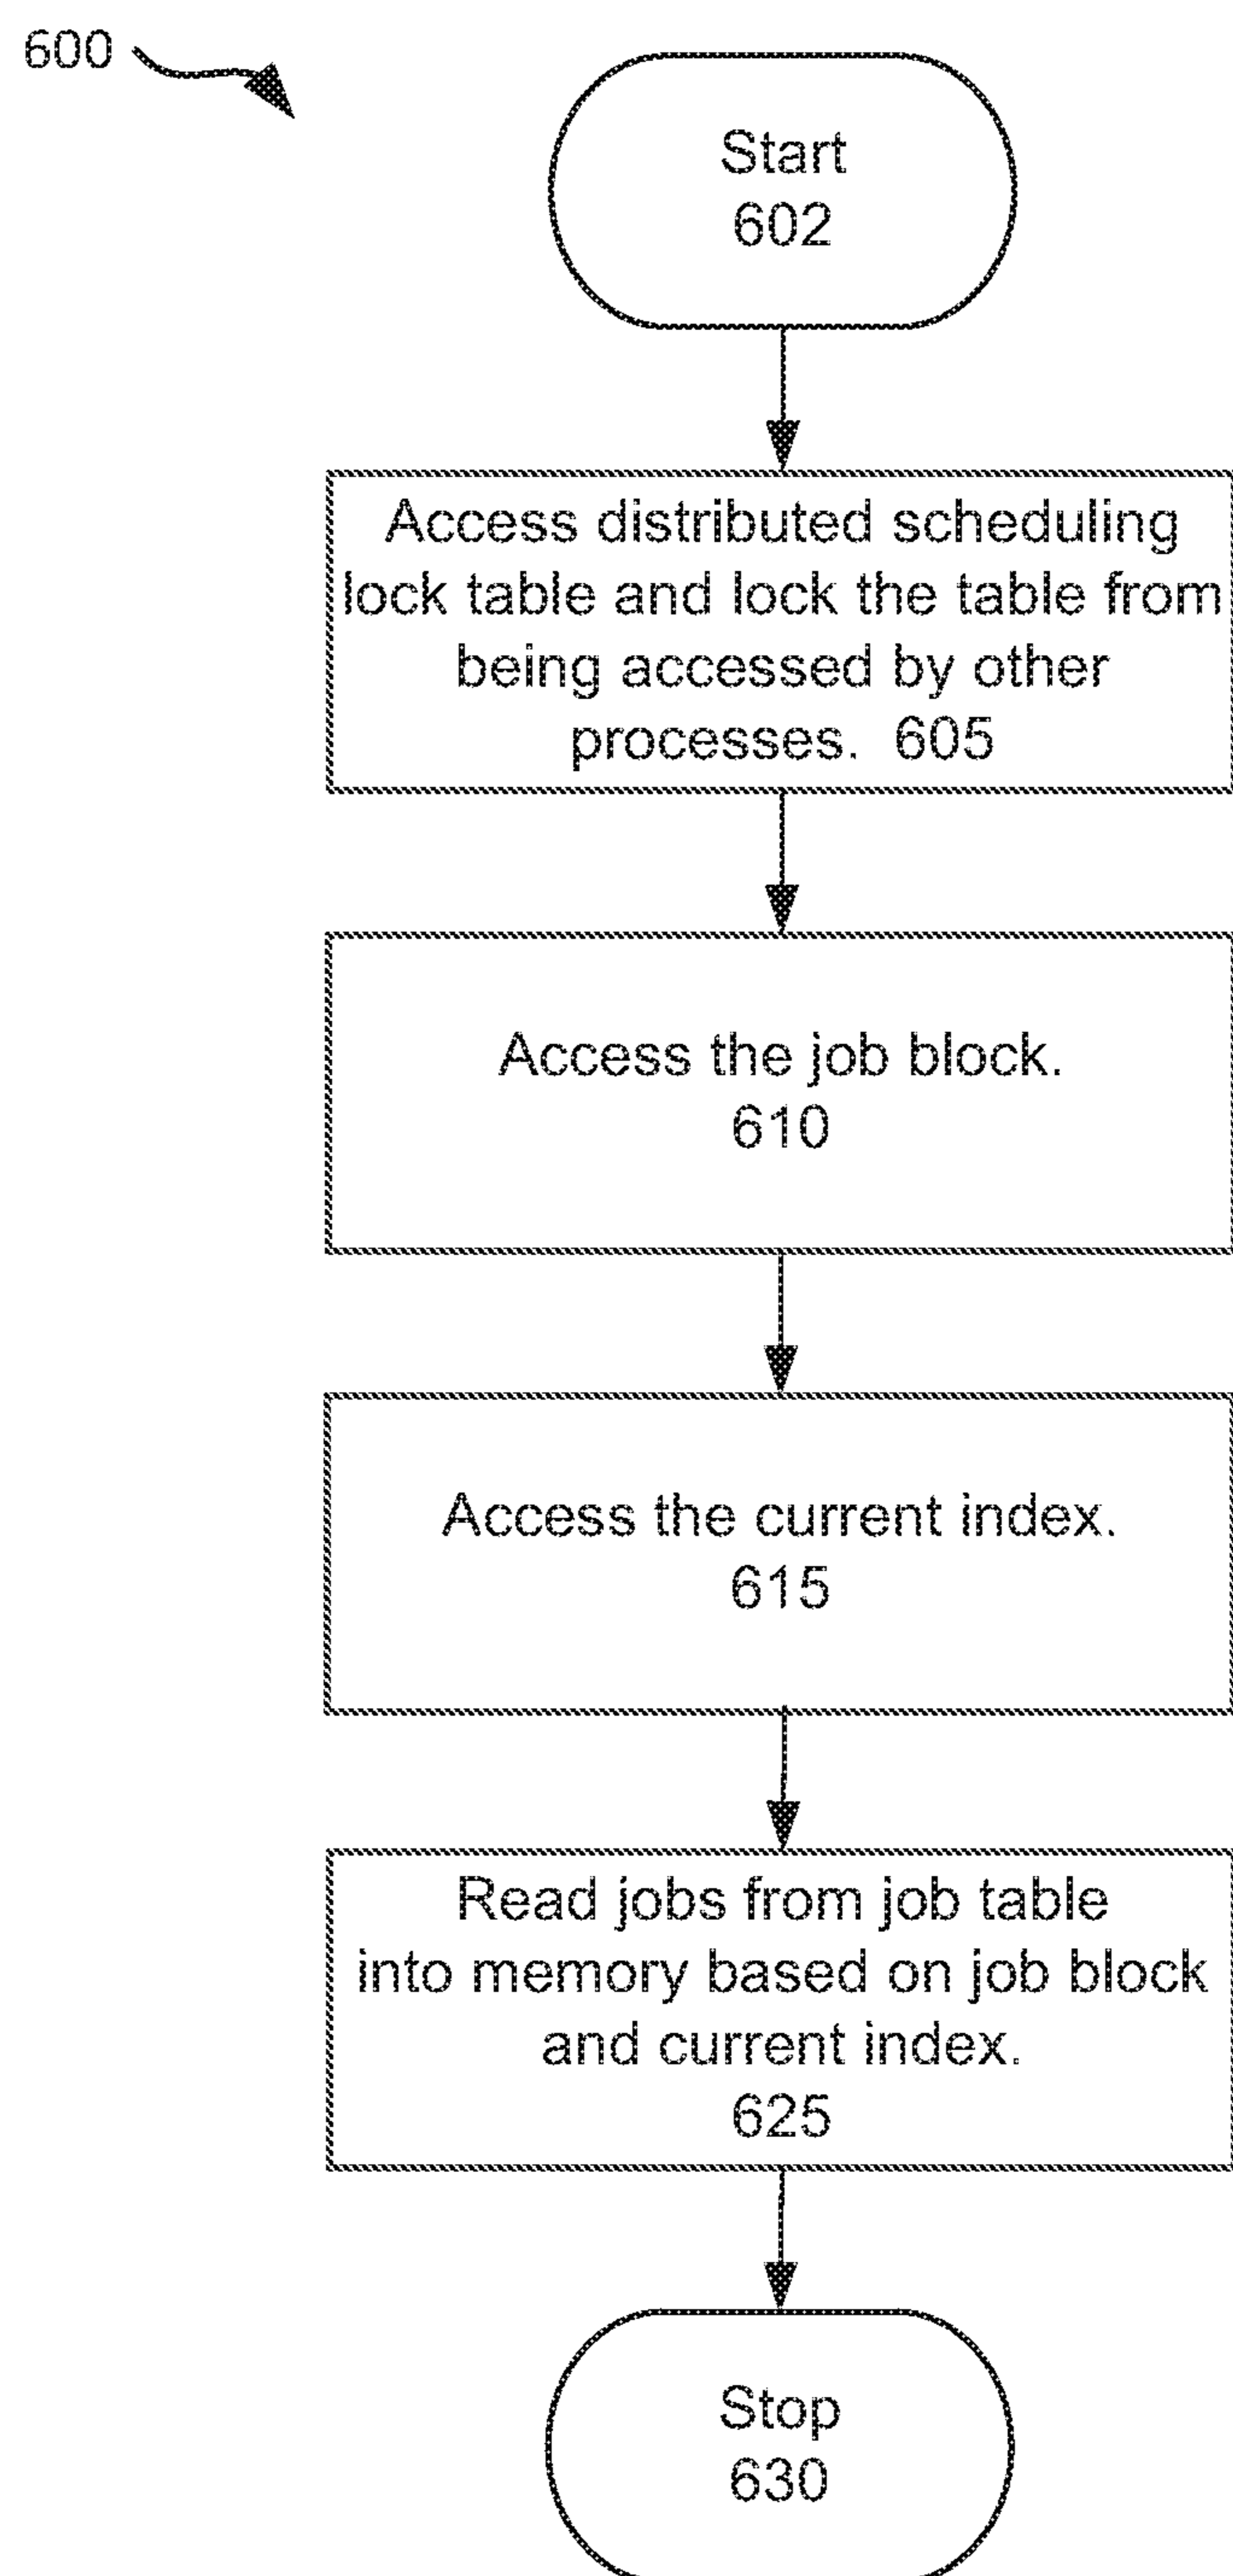 600
Start
602
Access distributed scheduling
lock table and lock the table from
being accessed by other
processes. 605
Access the job block.
610
Access the current index.
615
Read jobs from job table
into memory based on job block
and current index.
625
Stop
630